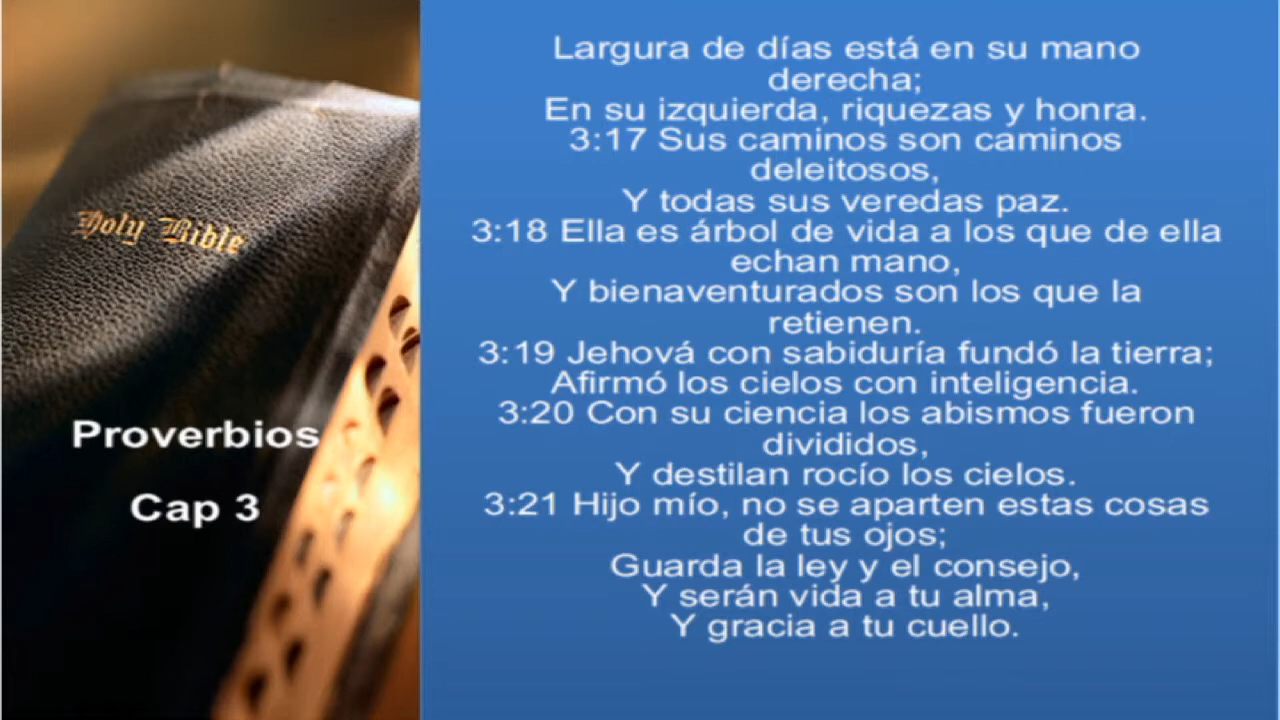 Holy Bible
Proverbios
Cap 3
Largura de días está en su mano
derecha;
En su izquierda, riquezas y honra.
3:17 Sus caminos son caminos
deleitosos,
Y todas sus veredas paz.
3:18 Ella es árbol de vida a los que de ella
echan mano,
Y bienaventurados son los que la
retienen.
3:19 Jehová con sabiduría fundó la tierra;
Afirmó los cielos con inteligencia.
3:20 Con su ciencia los abismos fueron
divididos,
Y destilan rocío los cielos.
3:21 Hijo mío, no se aparten estas cosas
de tus ojos;
Guarda la ley y el consejo,
Y serán vida a tu alma,
Y gracia a tu cuello.